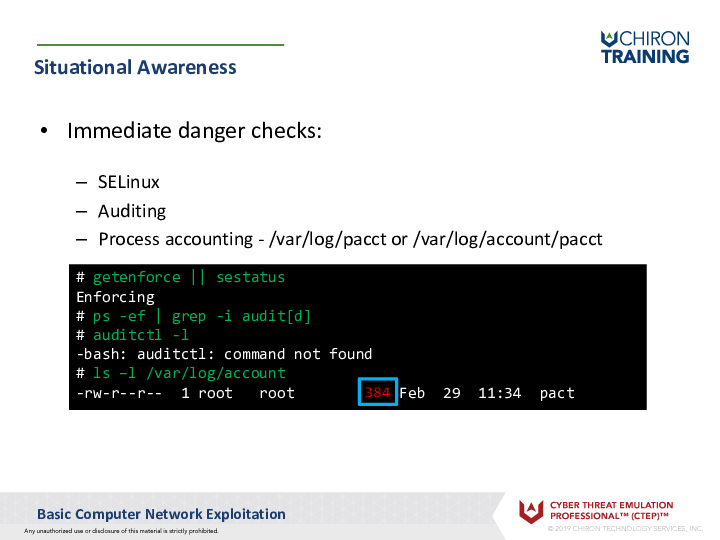 CHIRON
TRAINING
Situational Awareness
• Immediate danger checks:
– SELinux
– Auditing
– Process accounting - /var/log/pacct or /var/log/account/pacct
# getenforce || sestatus
Enforcing
# ps -ef | grep -i audit[d]
# auditctl -l
-bash: auditctl: command not found
# ls –l /var/log/account
-rw-r--r-- 1 root root 384 Feb 29 11:34 pact
Basic Computer Network Exploitation
Any unauthorized use or disclosure of this material is strictly prohibited.
CYBER THREAT EMULATION
PROFESSIONAL™ (CTEP)™
© 2019 CHIRON TECHNOLOGY SERVICES, INC.